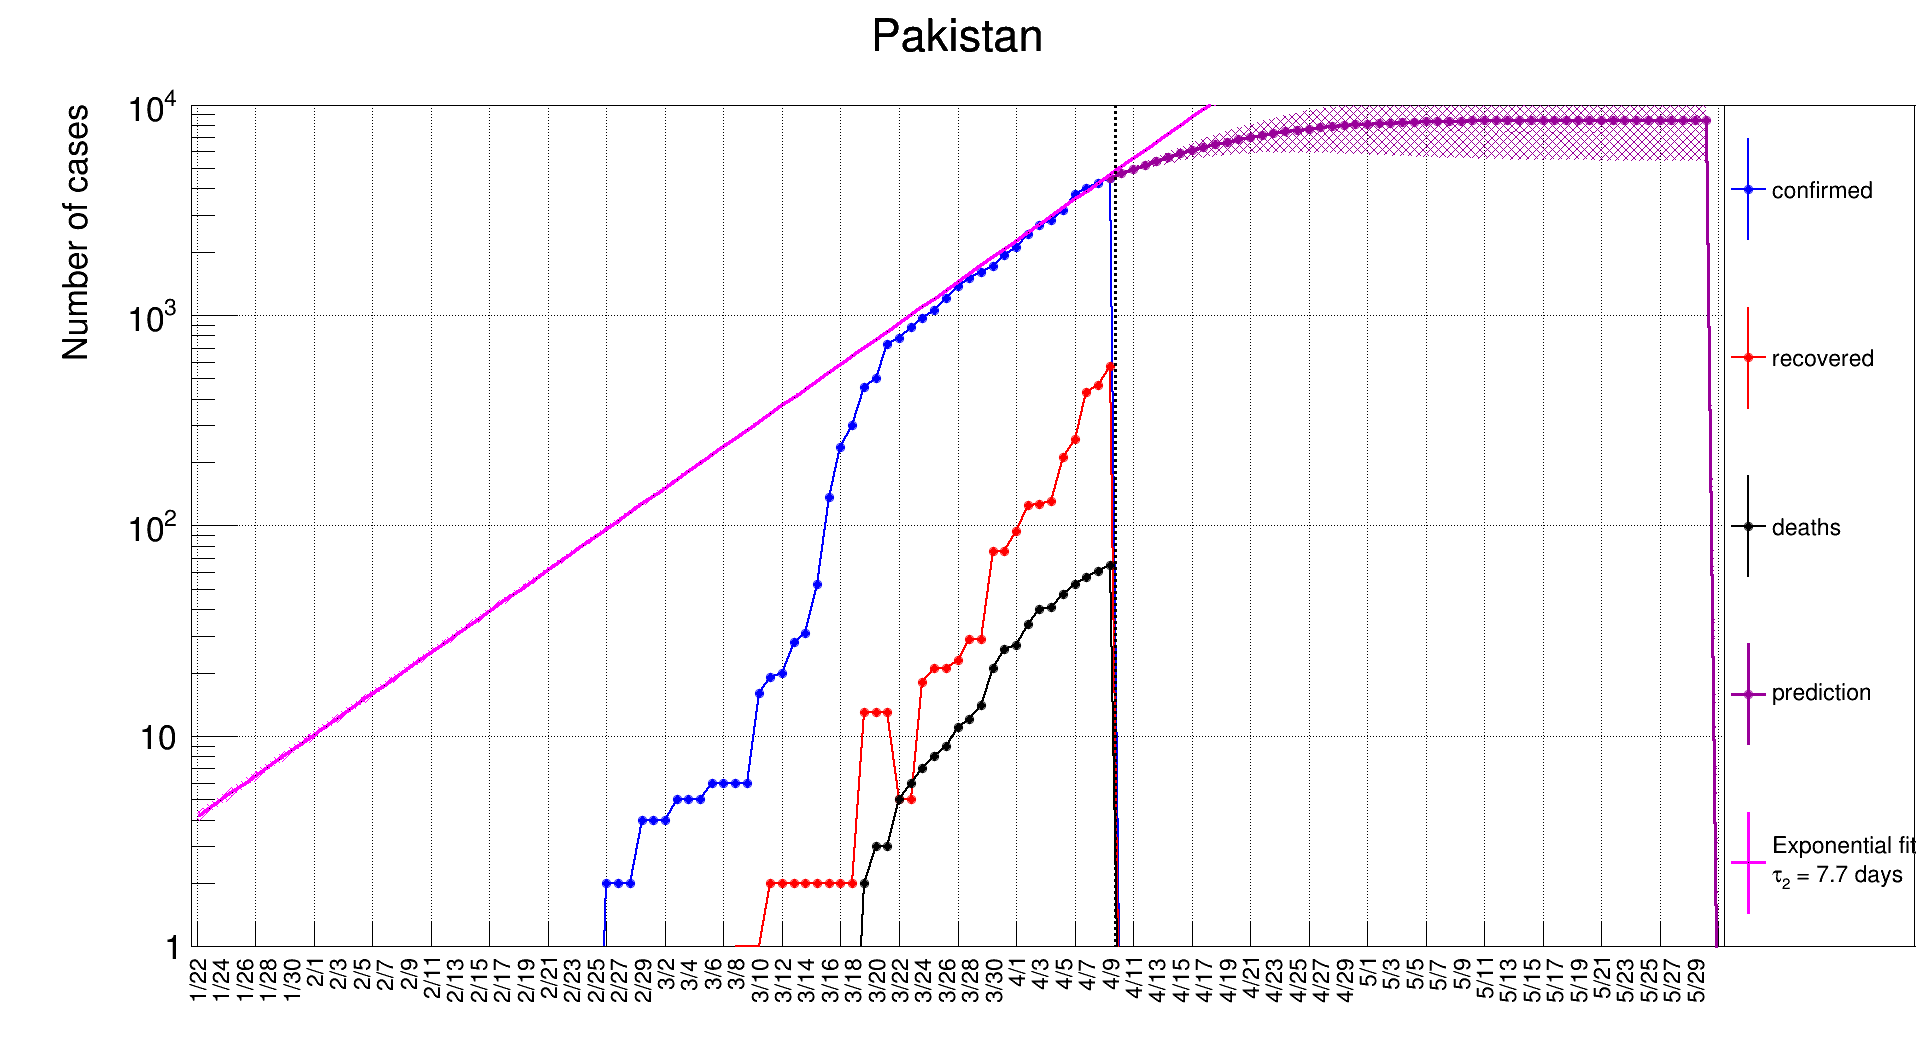 Pakistan
Number of cases
10⁴
10³
10²
10
1
1/22 1/24 1/26 1/28 1/30 2/1 2/3 2/5 2/7 2/9 2/11 2/13 2/15 2/17 2/19 2/21 2/23 2/25 2/27 2/29 3/2 3/4 3/6 3/8 3/10 3/12 3/14 3/16 3/18 3/20 3/22 3/24 3/26 3/28 3/30 4/1 4/3 4/5 4/7 4/9 4/11 4/13 4/15 4/17 4/19 4/21 4/23 4/25 4/27 4/29 5/1 5/3 5/5 5/7 5/9 5/11 5/13 5/15 5/17 5/19 5/21 5/23 5/25 5/27 5/29
confirmed
recovered
deaths
prediction
Exponential fit
τ₂ = 7.7 days